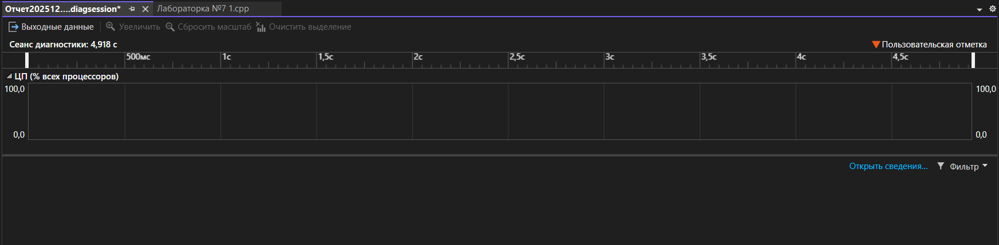 Отчет202512....diagsession* Лабораторка №7 1.cpp
Выходные данные Увеличить Сбросить масштаб Очистить выделение
Сеанс диагностики: 4,918 с Пользовательская отметка
500мс 1с 1,5с 2с 2,5с 3с 3,5с 4с 4,5с
ЦП (% всех процессоров)
100,0 100,0
0,0 0,0
Открыть сведения... Фильтр